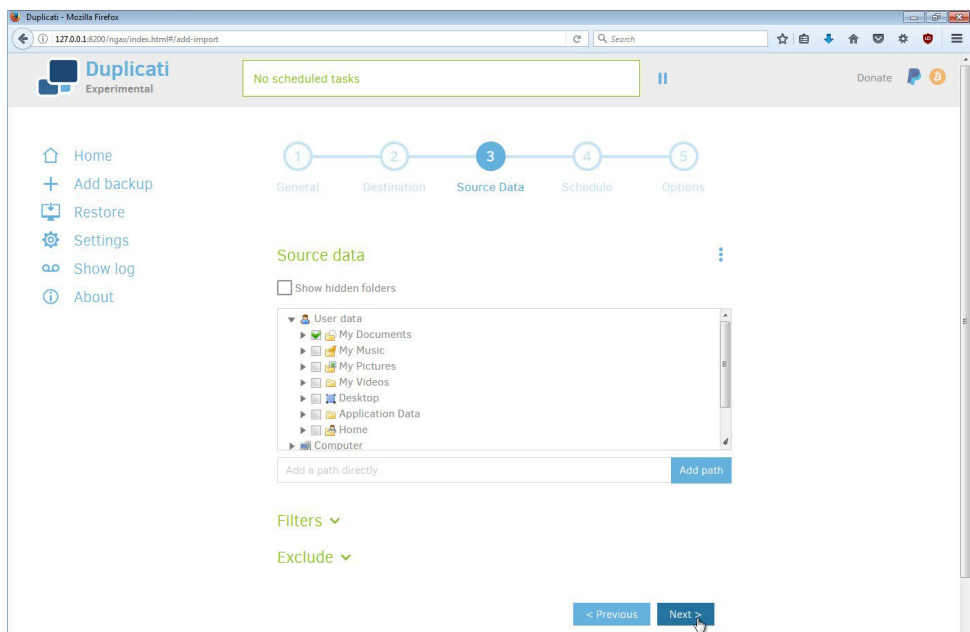 Duplicati - Mozilla Firefox
127.0.0.1:8200/ngax/index.html#/add-import
Search
Duplicati
Experimental
No scheduled tasks
Donate
Home
Add backup
Restore
Settings
Show log
About
1 2 3 4 5
General Destination Source Data Schedule Options
Source data
Show hidden folders
User data
My Documents
My Music
My Pictures
My Videos
Desktop
Application Data
Home
Computer
Add a path directly
Add path
Filters
Exclude
< Previous Next >